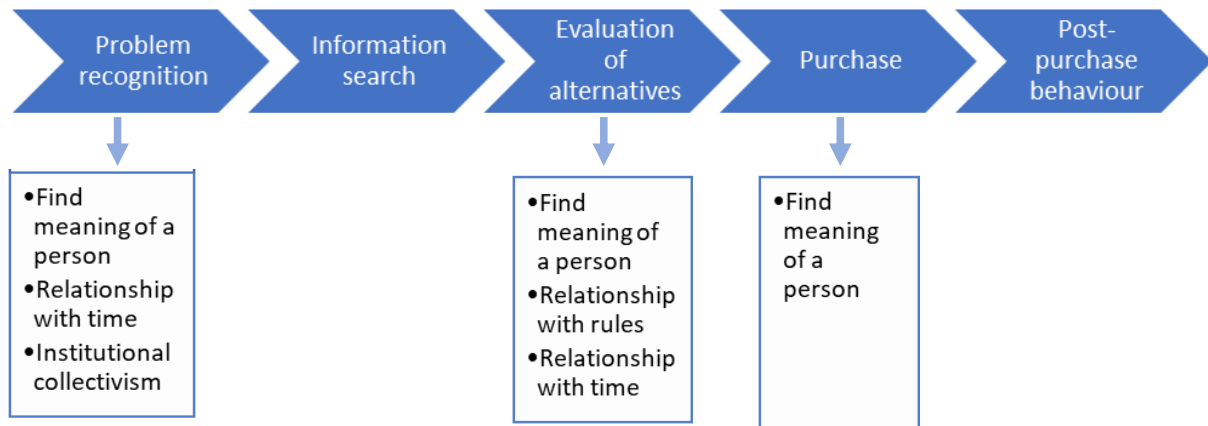 Problem
recognition
Information
search
Evaluation
of
alternatives
Purchase
Post-
purchase
behaviour
•Find
meaning of a
person
•Relationship
with time
•Institutional
collectivism
•Find
meaning of
a person
•Relationship
with rules
•Relationship
with time
•Find
meaning
of a
person